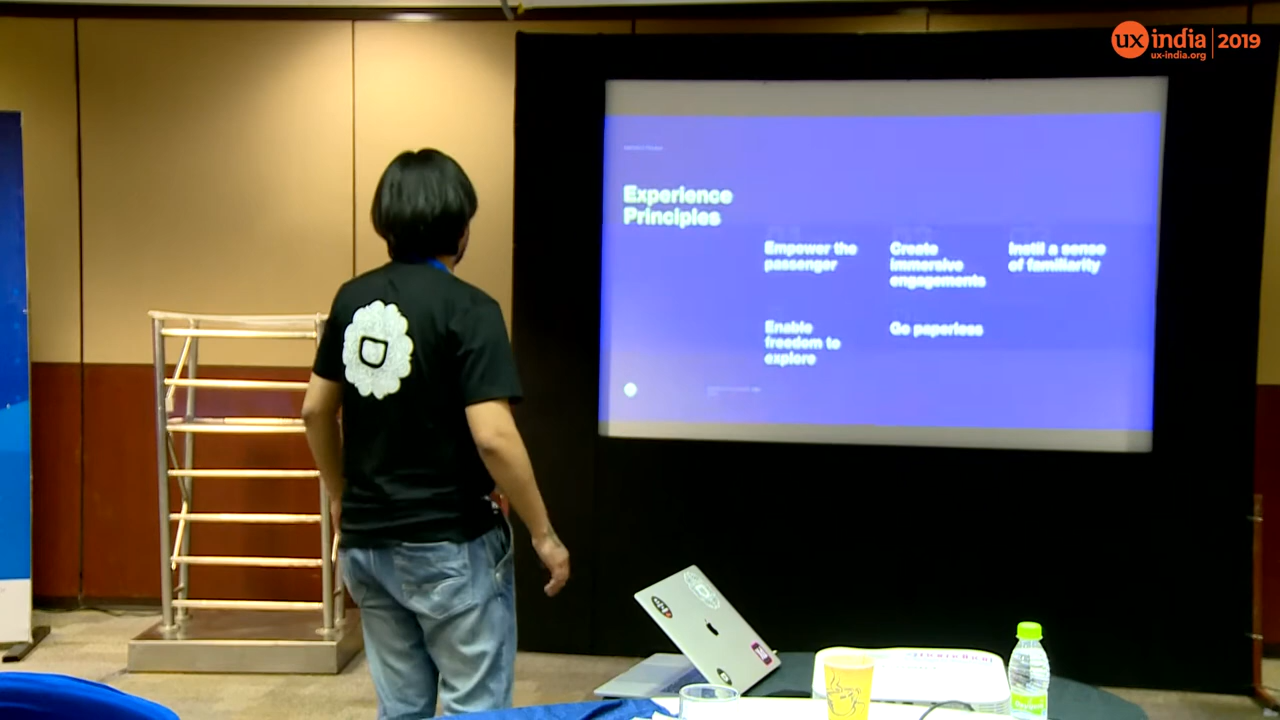 ux india 2019
ux-india.org
Experience
Principles
Empower the
passenger
Create
immersive
engagements
Instil a sense
of familiarity
Enable
freedom to
explore
Go paperless